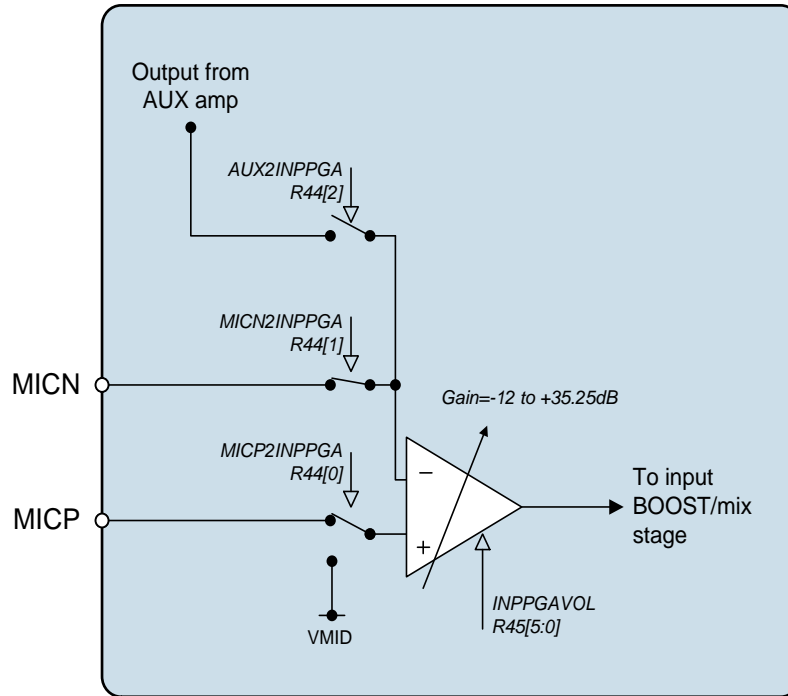 Output from
AUX amp
AUX2INPPGA
R44[2]
MICN2INPPGA
R44[1]
MICN
Gain=-12 to +35.25dB
MICP2INPPGA
R44[0]
MICP
−
+
To input
BOOST/mix
stage
INPPGAVOL
R45[5:0]
VMID